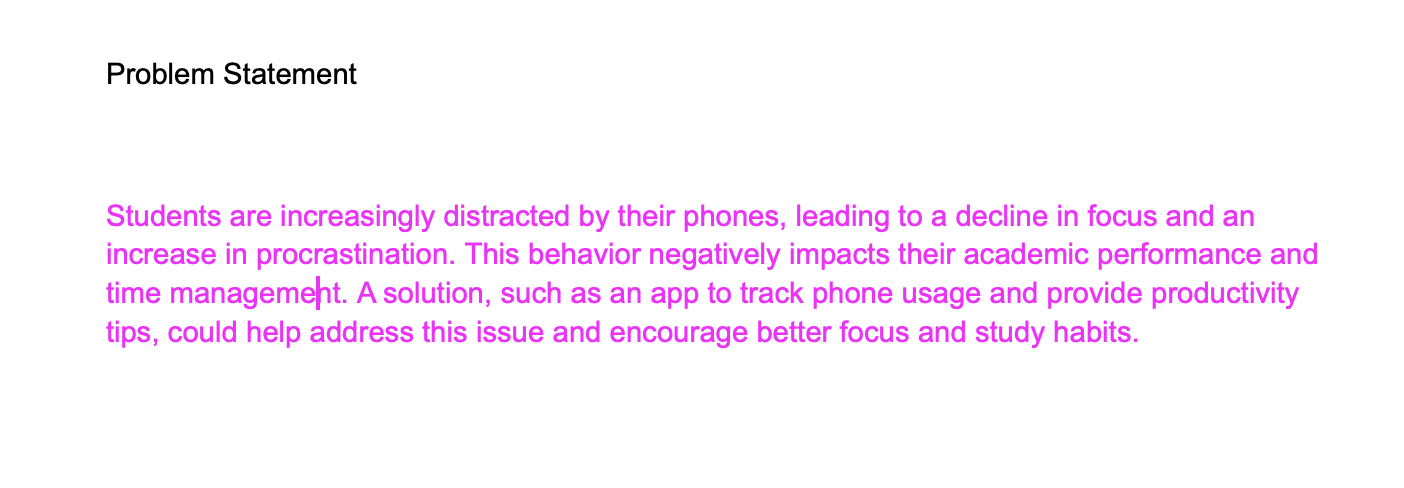 Problem Statement
Students are increasingly distracted by their phones, leading to a decline in focus and an
increase in procrastination. This behavior negatively impacts their academic performance and
time management. A solution, such as an app to track phone usage and provide productivity
tips, could help address this issue and encourage better focus and study habits.